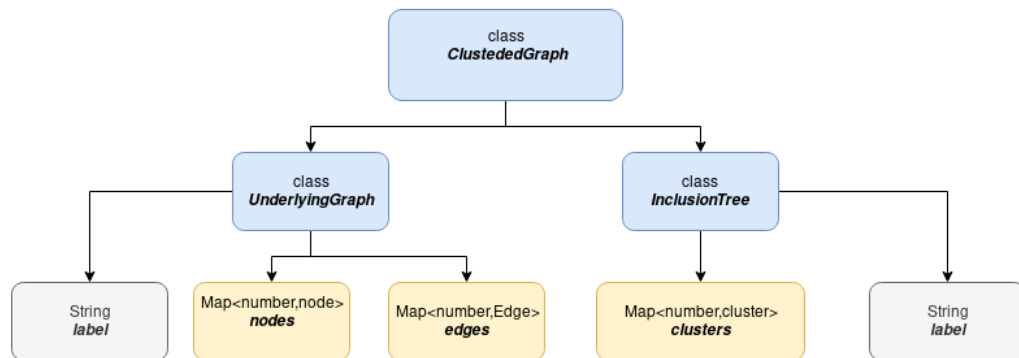 class
ClustededGraph
class
UnderlyingGraph
class
InclusionTree
String
label
Map<number,node>
nodes
Map<number,Edge>
edges
Map<number,cluster>
clusters
String
label